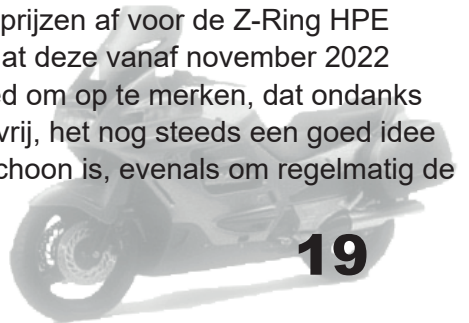 prijzen af voor de Z-Ring HPE
at deze vanaf november 2022
ed om op te merken, dat ondanks
vrij, het nog steeds een goed idee
choon is, evenals om regelmatig de
19